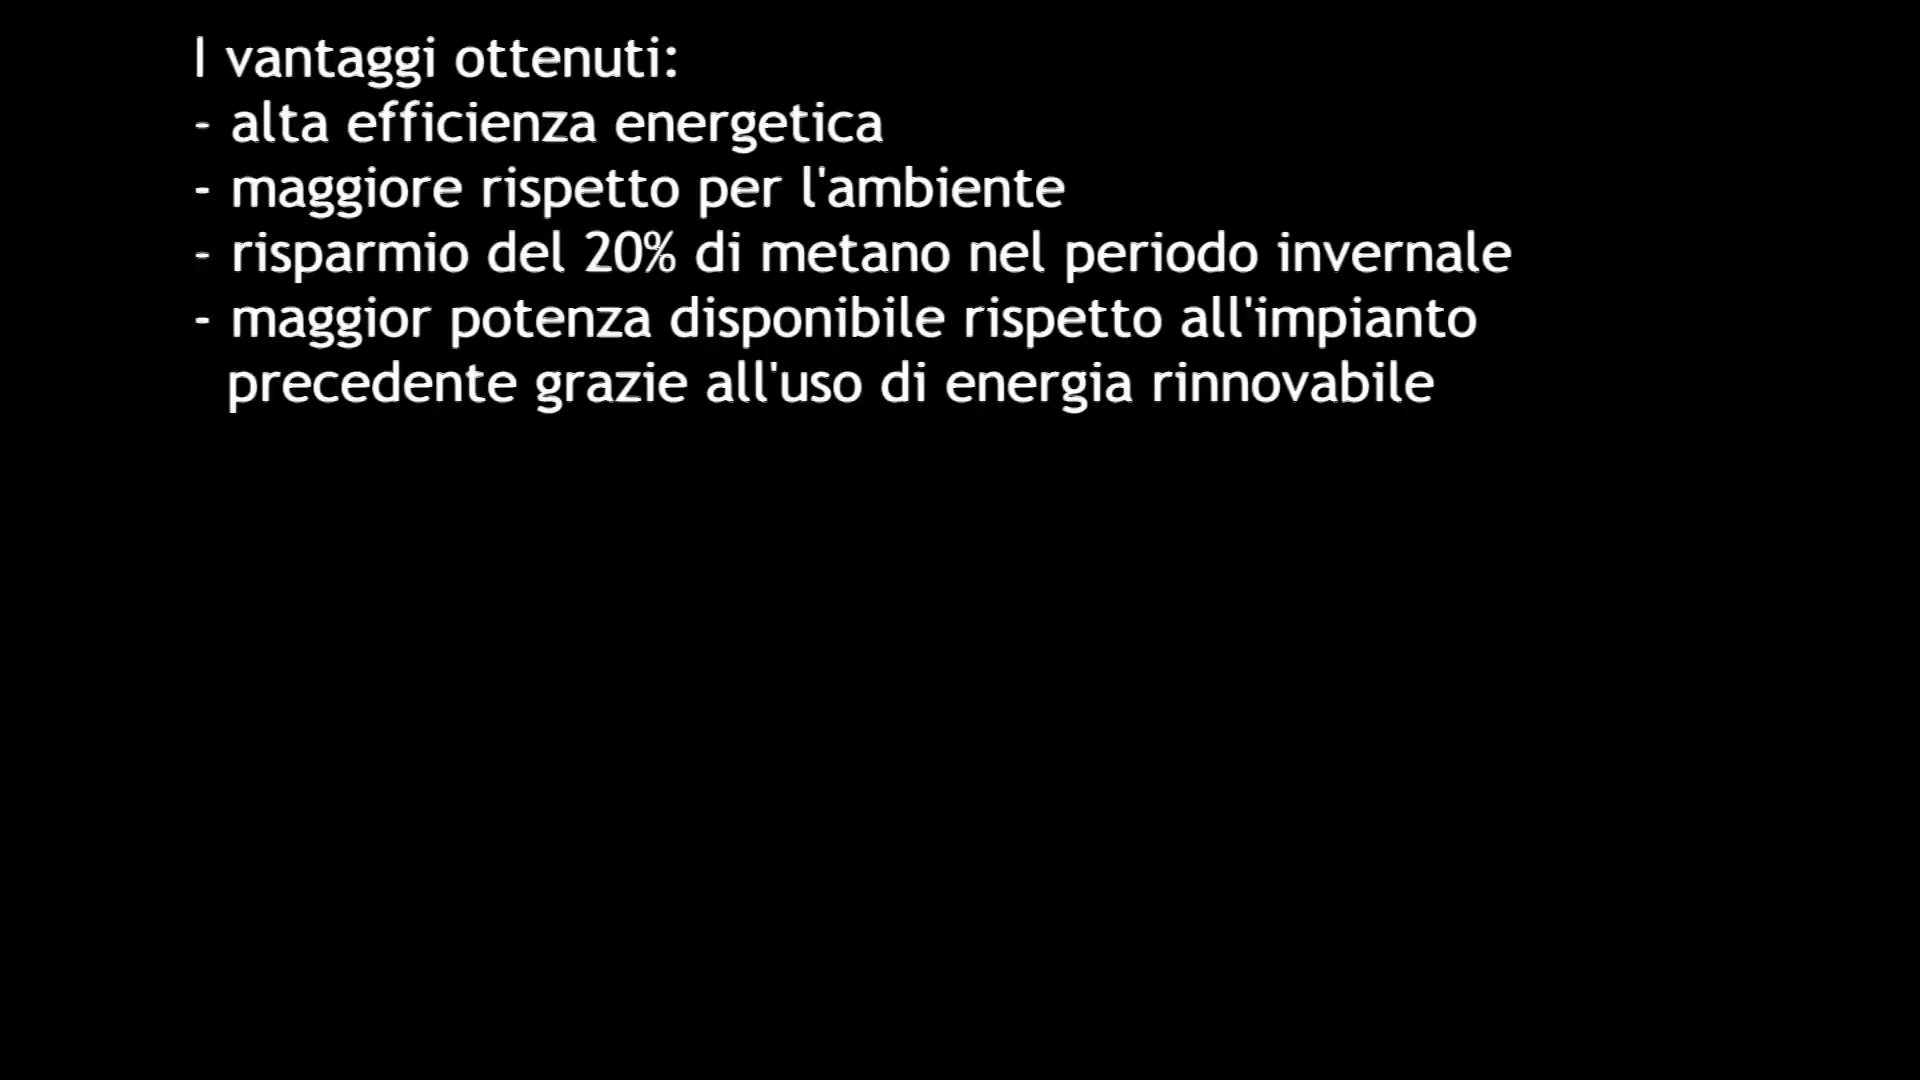 I vantaggi ottenuti:
- alta efficienza energetica
- maggiore rispetto per l'ambiente
- risparmio del 20% di metano nel periodo invernale
- maggior potenza disponibile rispetto all'impianto
precedente grazie all'uso di energia rinnovabile